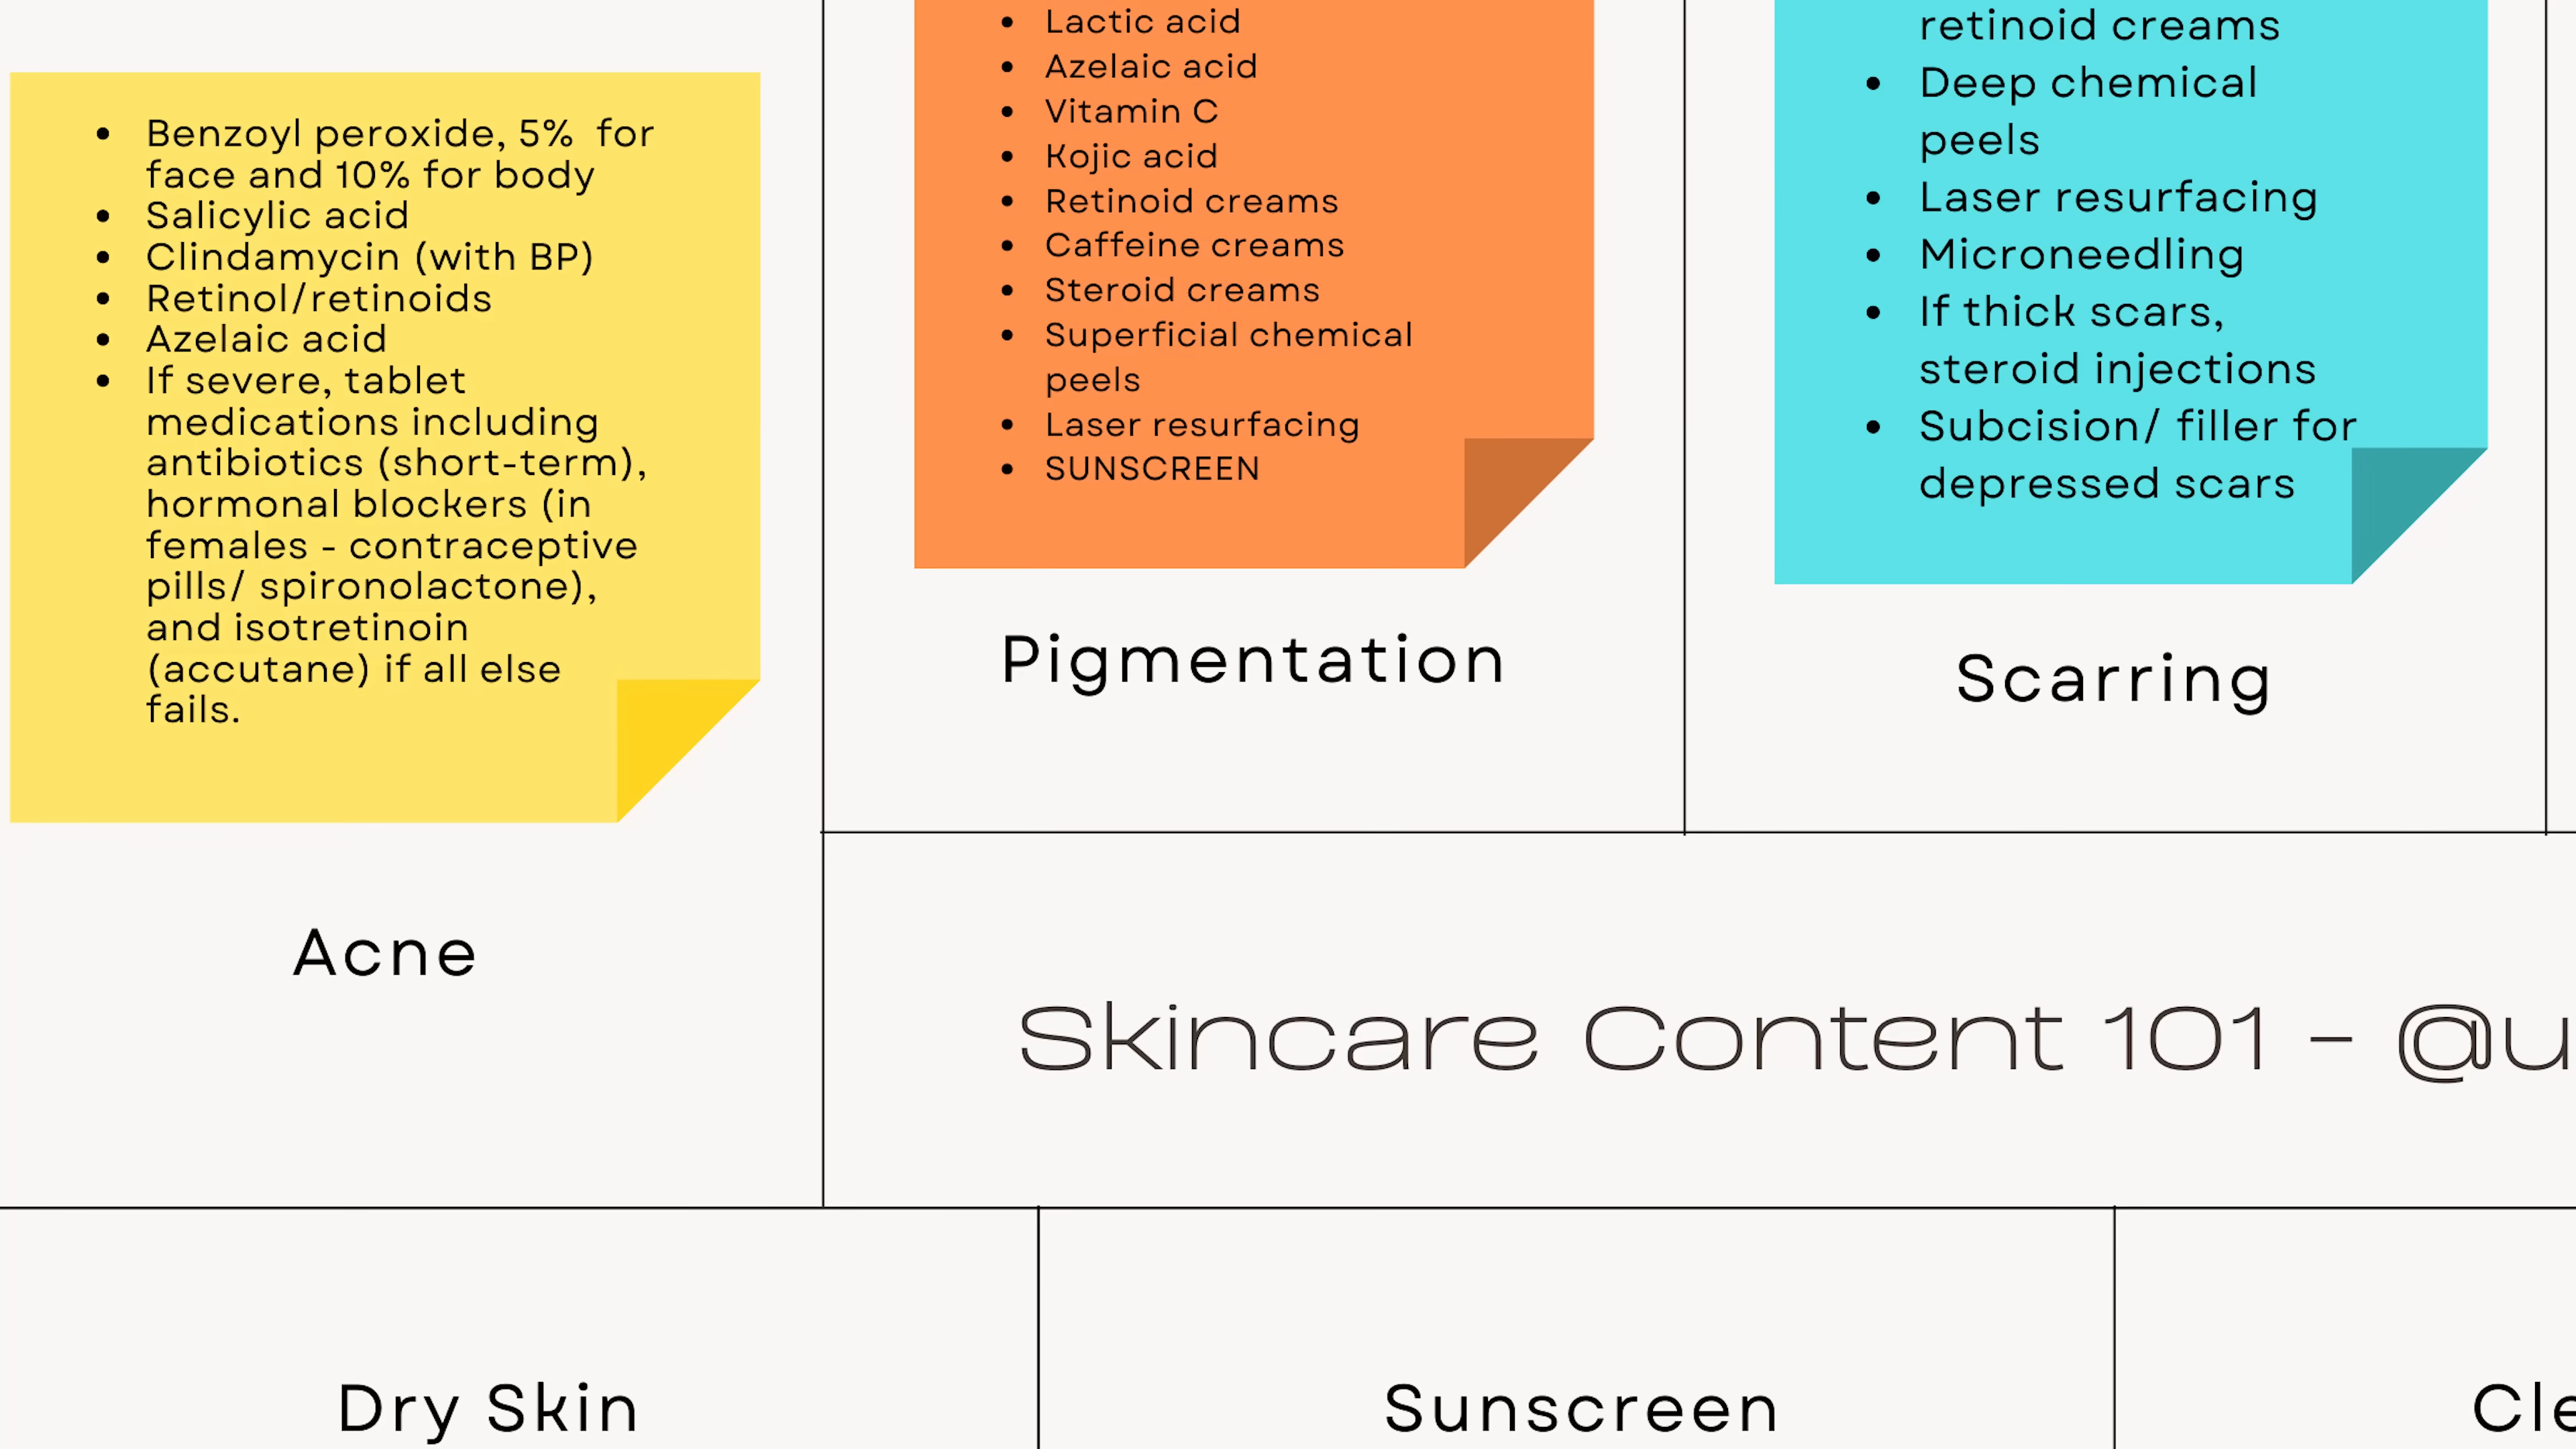 Benzoyl peroxide, 5% for
face and 10% for body
Salicylic acid
Clindamycin (with BP)
Retinol/retinoids
Azelaic acid
If severe, tablet
medications including
antibiotics (short-term),
hormonal blockers (in
females - contraceptive
pills/ spironolactone),
and isotretinoin
(accutane) if all else
fails.
Acne
Lactic acid
Azelaic acid
Vitamin C
Kojic acid
Retinoid creams
Caffeine creams
Steroid creams
Superficial chemical
peels
Laser resurfacing
SUNSCREEN
Pigmentation
retinoid creams
Deep chemical
peels
Laser resurfacing
Microneedling
If thick scars,
steroid injections
Subcision/ filler for
depressed scars
Scarring
Skincare Content 101 - @u
Dry Skin
Sunscreen
Cle